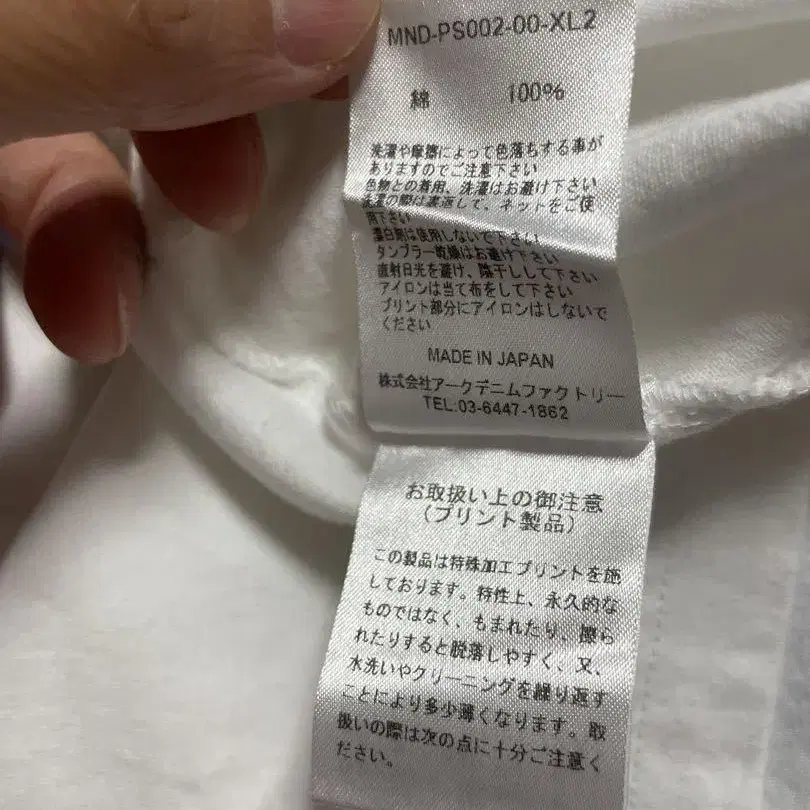 MND-PS002-00-XL2
綿 100%
洗濯や摩擦によって色落ちする事が
ありますのでご注意下さい
色物との着用、洗濯はお避け下さい
洗濯の際は裏返して、ネットをご使
用下さい
漂白剤は使用しないで下さい
タンブラー乾燥はお避け下さい
直射日光を避け、陰干しして下さい
アイロンは当て布をして下さい
プリント部分にアイロンはしないで
ください
MADE IN JAPAN
株式会社アークデニムファクトリー
TEL:03-6447-1862
お取扱い上の御注意
(プリント製品)
この製品は特殊加工プリントを施
しております。特性上、永久的な
ものではなく、もまれたり、擦ら
れたりすると脱落しやすく、又、
水洗いやクリーニングを繰り返す
ことにより多少薄くなります。取
扱いの際は次の点に十分ご注意く
ださい。